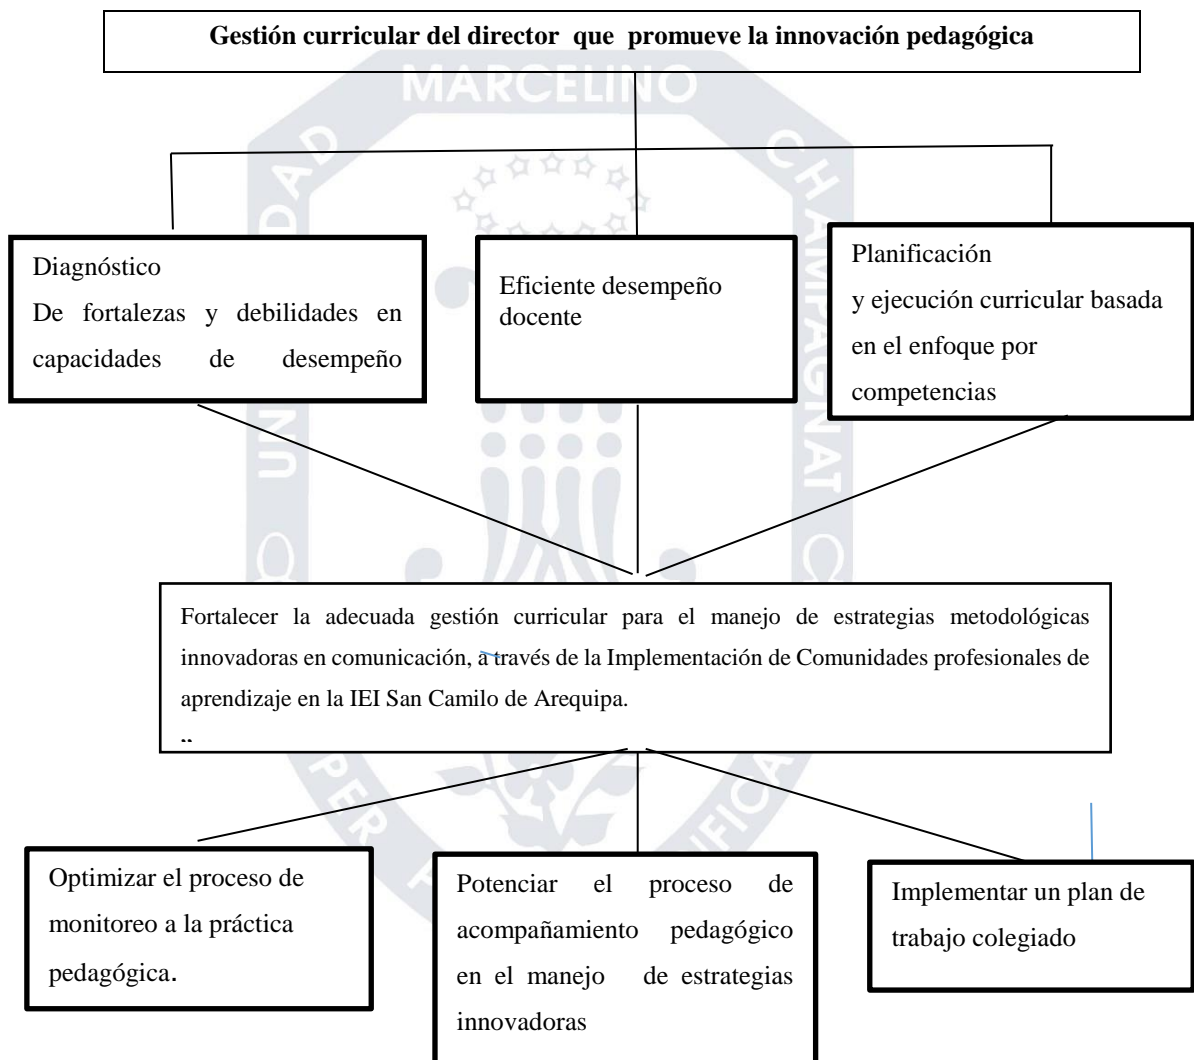 Gestión curricular del director que promueve la innovación pedagógica
MARCELINO
CHAMPAGNAT
Diagnóstico
De fortalezas y debilidades en
capacidades de desempeño
Eficiente desempeño
docente
Planificación
y ejecución curricular basada
en el enfoque por
competencias
Fortalecer la adecuada gestión curricular para el manejo de estrategias metodológicas
innovadoras en comunicación, a través de la Implementación de Comunidades profesionales de
aprendizaje en la IEI San Camilo de Arequipa.
,,
Optimizar el proceso de
monitoreo a la práctica
pedagógica.
Potenciar el proceso de
acompañamiento pedagógico
en el manejo de estrategias
innovadoras
Implementar un plan de
trabajo colegiado